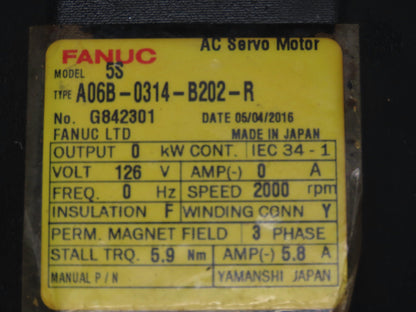 FANUC AC Servo Motor
MODEL 5S
TYPE A06B-0314-B202-R
No. G842301 DATE 05/04/2016
FANUC LTD MADE IN JAPAN
OUTPUT 0 kW CONT. IEC 34-1
VOLT 126 V AMP(-) 0 A
FREQ. 0 Hz SPEED 2000 rpm
INSULATION F WINDING CONN Y
PERM. MAGNET FIELD 3 PHASE
STALL TRQ. 5.9 Nm AMP(-) 5.8 A
MANUAL P/N YAMANSHI JAPAN